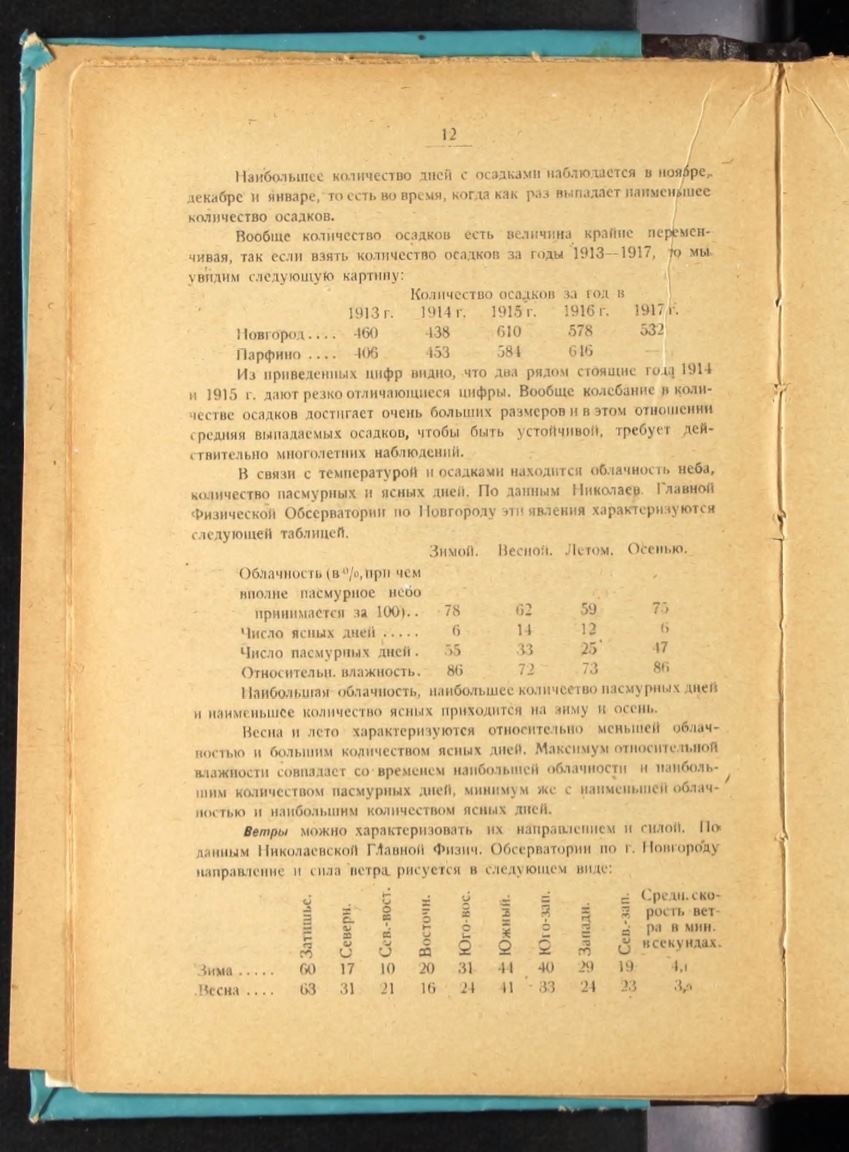 12
Наибольшее количество дней с осадками наблюдается в ноябре,
декабре и январе, то есть во время, когда как раз выпадает наименьшее
количество осадков.
Вообще количество осадков есть величина крайне перемен-
чивая, так если взять количество осадков за годы 1913—1917, то мы
увидим следующую картину:
Количество осадков за год в
1913 г. 1914 г. 1915 г. 1916 г. 1917 г.
Новгород.... 460 438 610 578 532
Парфино .... 406 453 584 616 —
Из приведенных цифр видно, что два рядом стоящие года 1914
и 1915 г. дают резко отличающиеся цифры. Вообще колебание в коли-
честве осадков достигает очень больших размеров и в этом отношении
средняя выпадаемых осадков, чтобы быть устойчивой, требует дей-
ствительно многолетних наблюдений.
В связи с температурой и осадками находится облачность неба,
количество пасмурных и ясных дней. По данным Николаев. Главной
Физической Обсерватории по Новгороду эти явления характеризуются
следующей таблицей.
Зимой. Весной. Летом. Осенью.
Облачность (в %, при чем
вполне пасмурное небо
принимается за 100).. 78 62 59 75
Число ясных дней ..... 6 14 12 6
Число пасмурных дней. 55 33 25 47
Относительн. влажность. 86 72 73 86
Наибольшая облачность, наибольшее количество пасмурных дней
и наименьшее количество ясных приходится на зиму и осень.
Весна и лето характеризуются относительно меньшей облач-
ностью и большим количеством ясных дней. Максимум относительной
влажности совпадает со временем наибольшей облачности и наиболь-
шим количеством пасмурных дней, минимум же с наименьшей облач-
ностью и наибольшим количеством ясных дней.
Ветры можно характеризовать их направлением и силой. По
данным Николаевской Главной Физич. Обсерватории по г. Новгороду
направление и сила ветра рисуется в следующем виде:
Затишье. Северн. Сев.-вост. Восточн. Юго-вос. Южный. Юго-зап. Западн. Сев.-зап. Средн. ско-
рость вет-
ра в мин.
в секундах.
Зима ..... 60 17 10 20 31 44 40 29 19 4,1
Весна .... 63 31 21 16 24 41 33 24 23